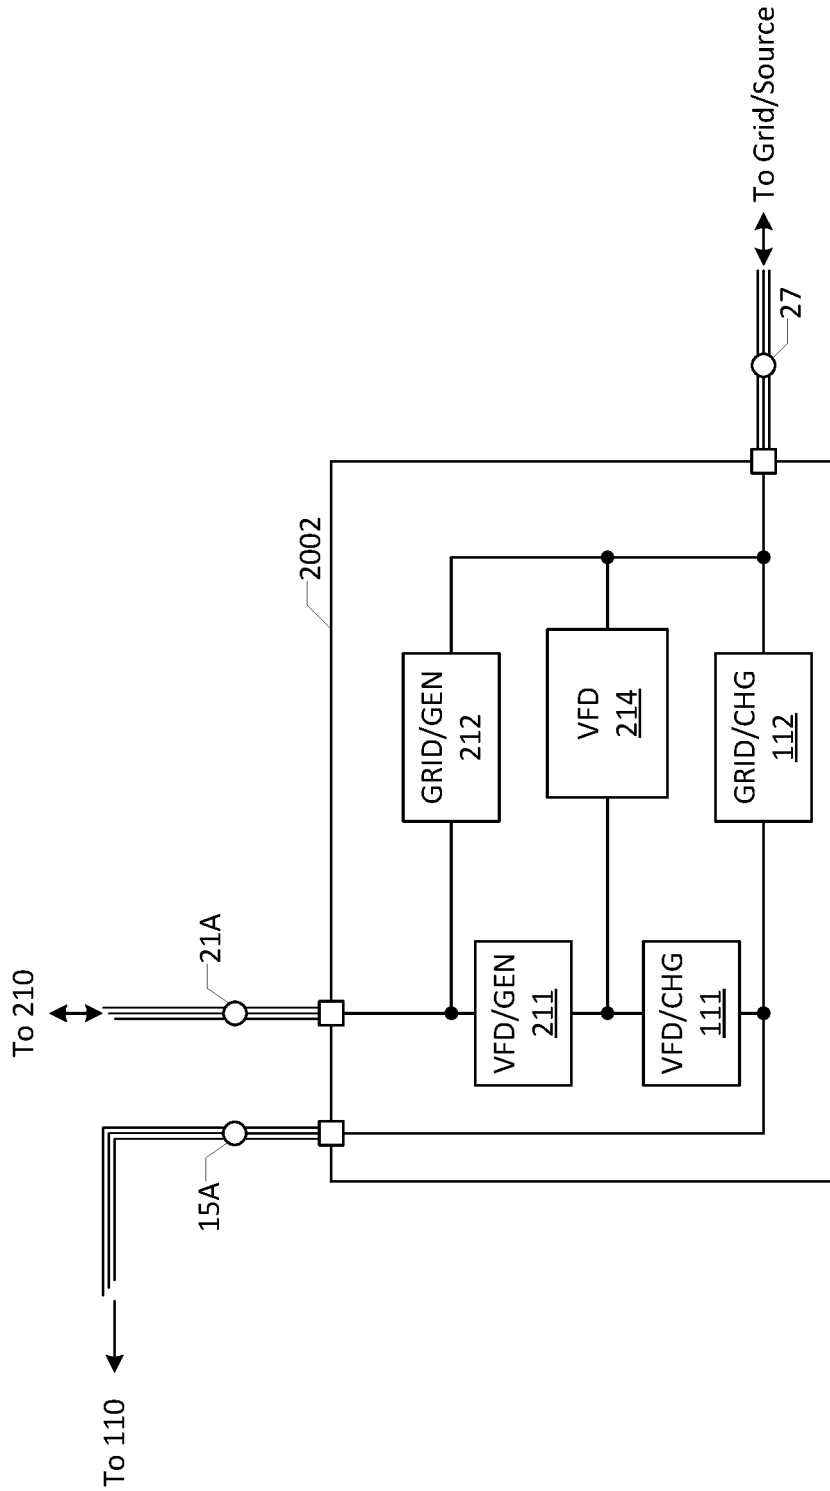 To 110
To 210
15A
21A
2002
To Grid/Source
27
GRID/GEN
212
VFD/GEN
211
VFD
214
VFD/CHG
111
GRID/CHG
112